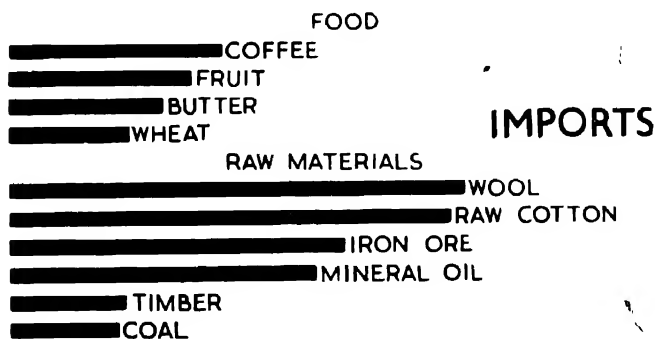 FOOD
COFFEE
FRUIT
BUTTER
WHEAT
IMPORTS
RAW MATERIALS
WOOL
RAW COTTON
IRON ORE
MINERAL OIL
TIMBER
COAL